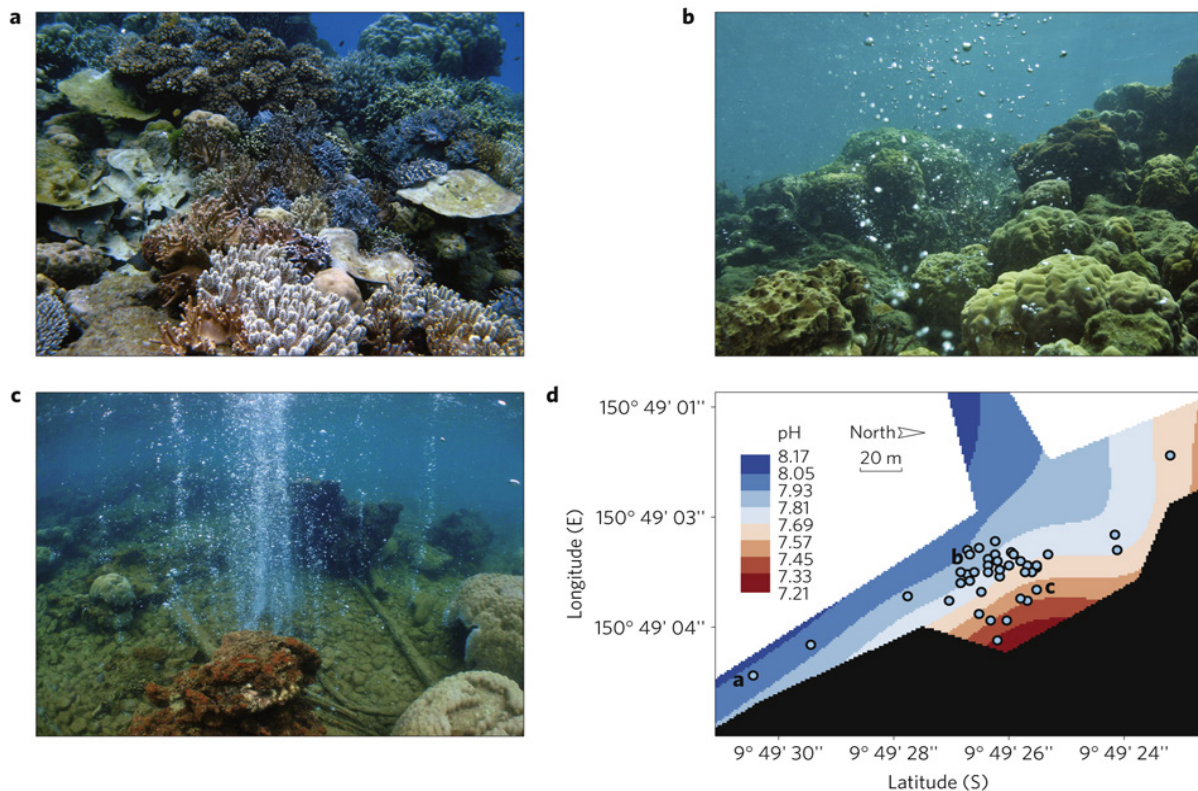 a
b
c
d
150° 49' 01''
150° 49' 03''
150° 49' 04''
Longitude (E)
pH
8.17
8.05
7.93
7.81
7.69
7.57
7.45
7.33
7.21
North
20 m
b
c
a
9° 49' 30''
9° 49' 28''
9° 49' 26''
9° 49' 24''
Latitude (S)